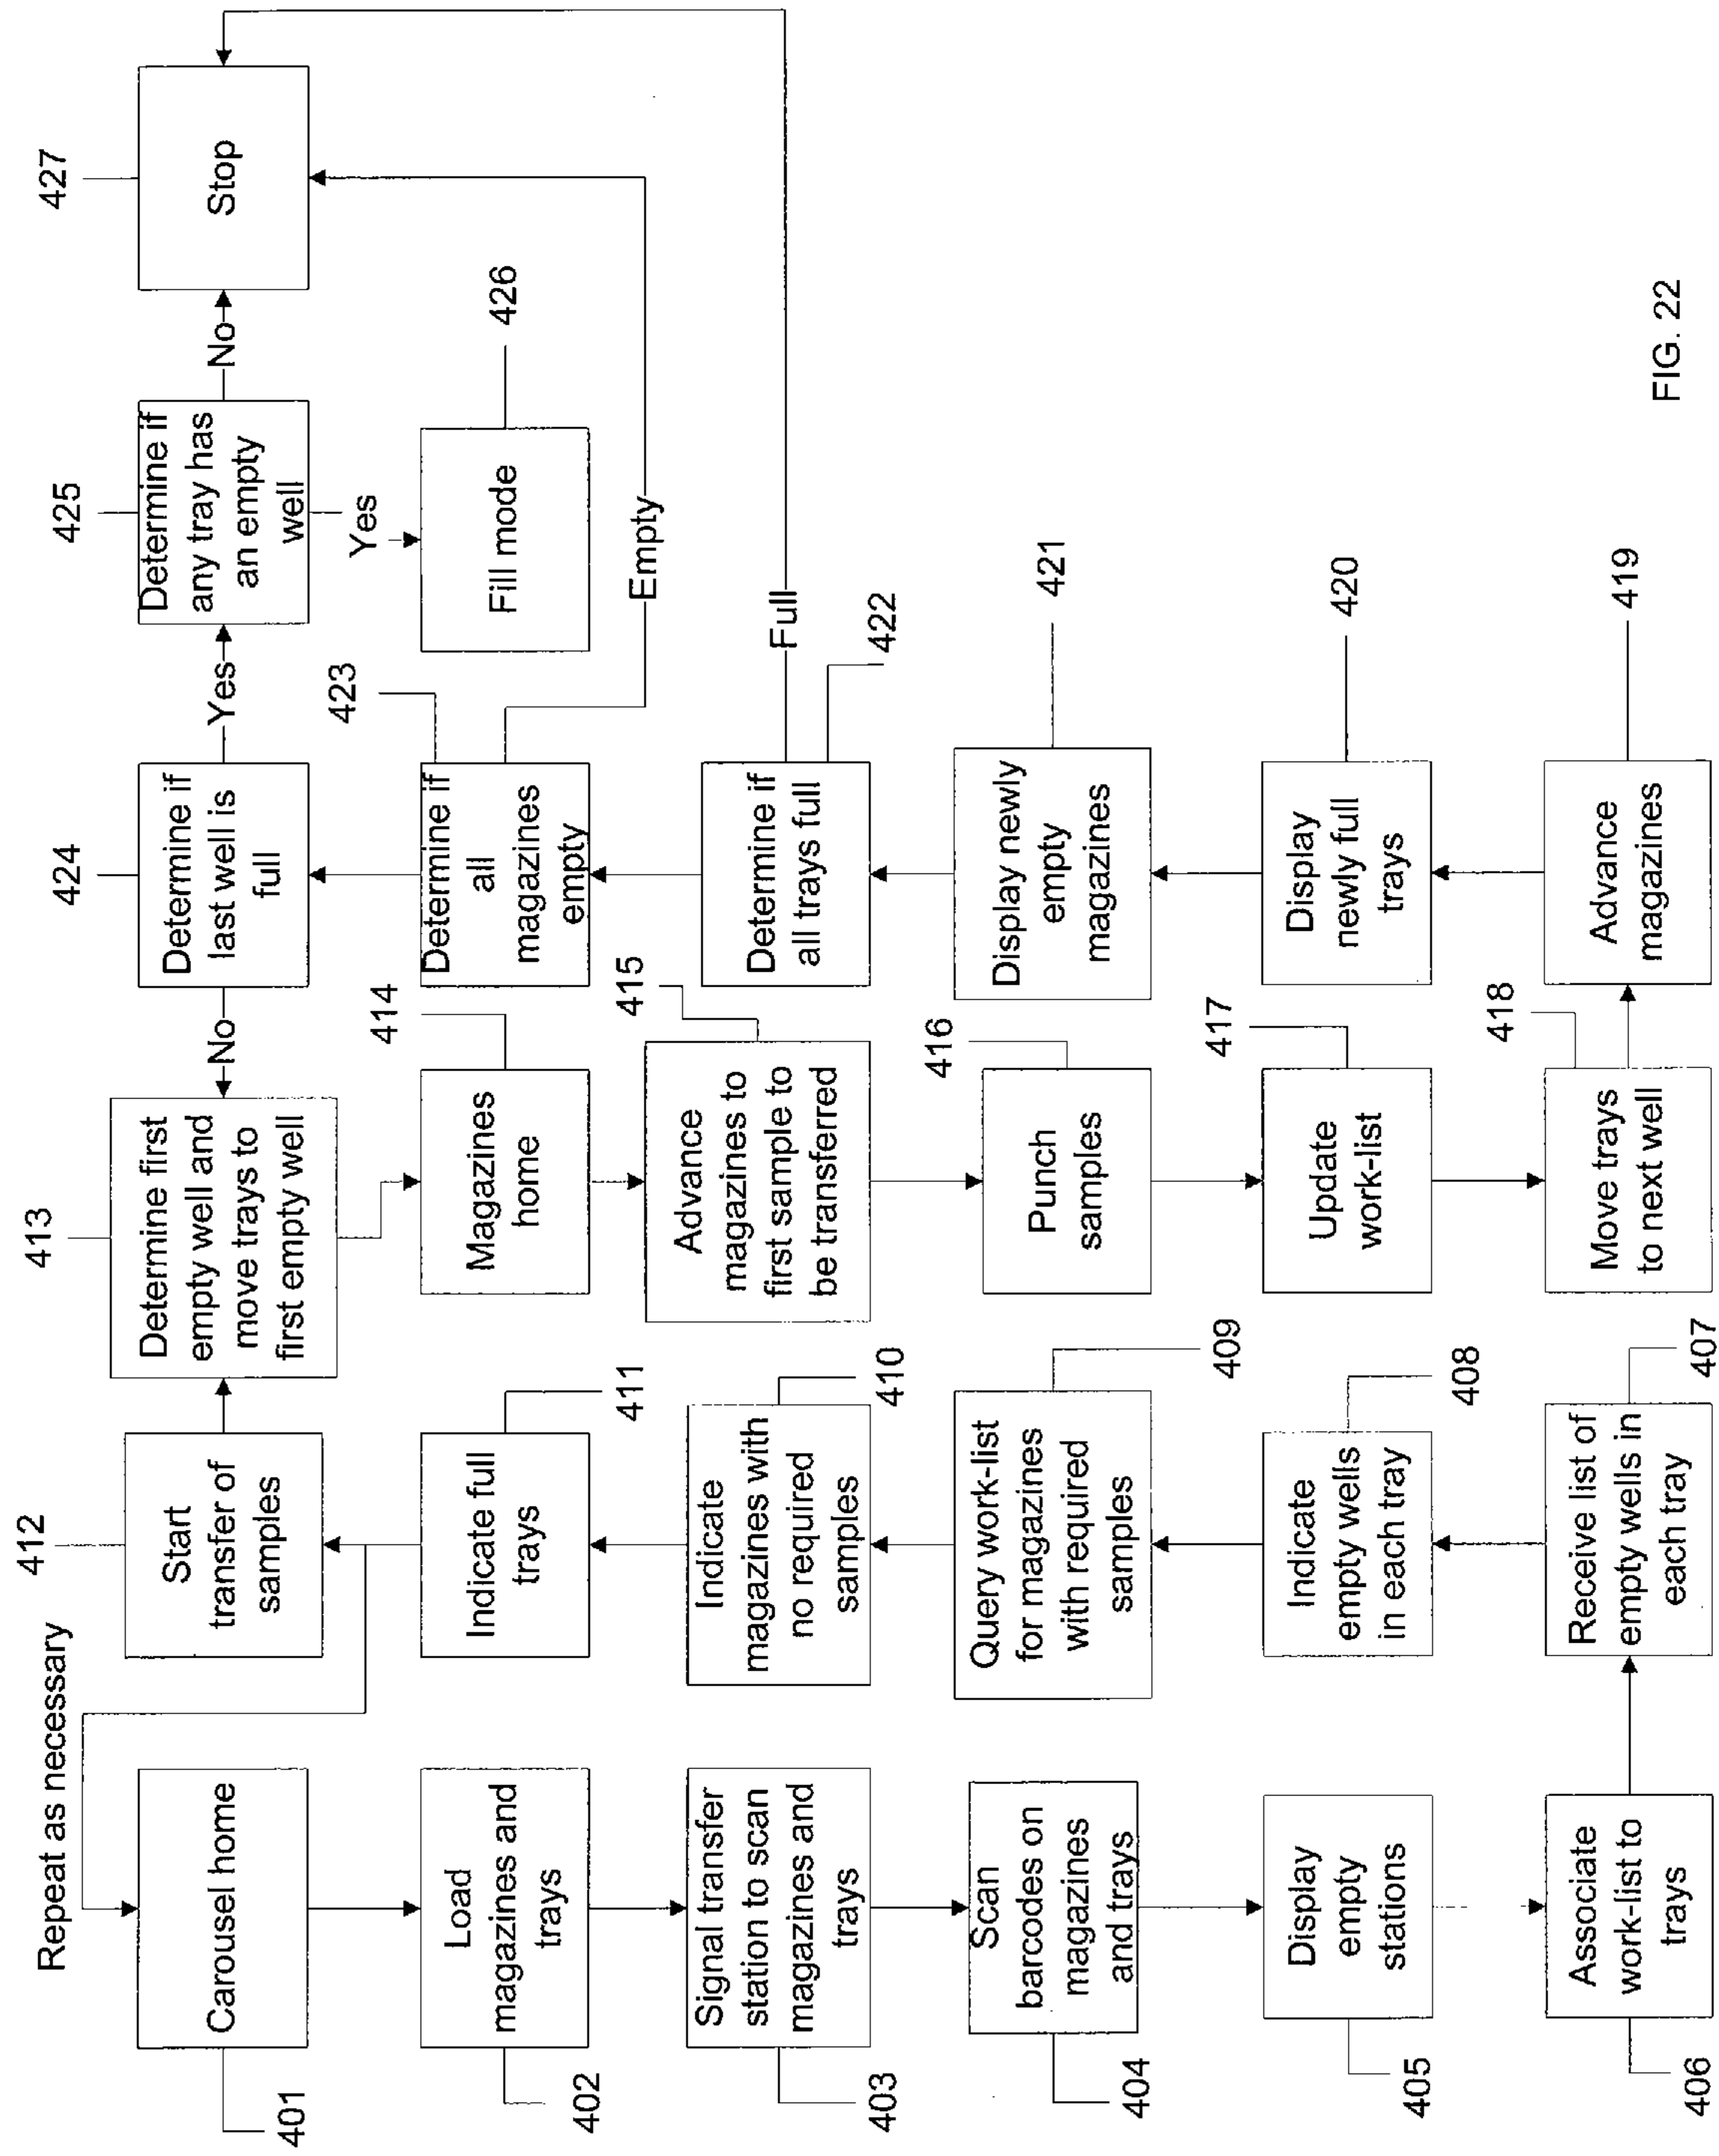 Repeat as necessary
401
Carousel home
402
Load
magazines and
trays
403
Signal transfer
station to scan
magazines and
trays
404
Scan
barcodes on
magazines
and trays
405
Display
empty
stations
406
Associate
work-list to
trays
407
Receive list of
empty wells in
each tray
408
Indicate
empty wells
in each tray
409
Query work-list
for magazines
with required
samples
410
Indicate
magazines with
no required
samples
411
Indicate full
trays
412
Start
transfer of
samples
413
Determine first
empty well and
move trays to
first empty well
414
Magazines
home
415
Advance
magazines to
first sample to
be transferred
416
Punch
samples
417
Update
work-list
418
Move trays
to next well
419
Advance
magazines
420
Display
newly full
trays
421
Display newly
empty
magazines
422
Determine if
all trays full
Full
423
Determine if
all
magazines
empty
Empty
424
Determine if
last well is
full
No
Yes
425
Determine if
any tray has
an empty
well
Yes
No
426
Fill mode
427
Stop
FIG. 22